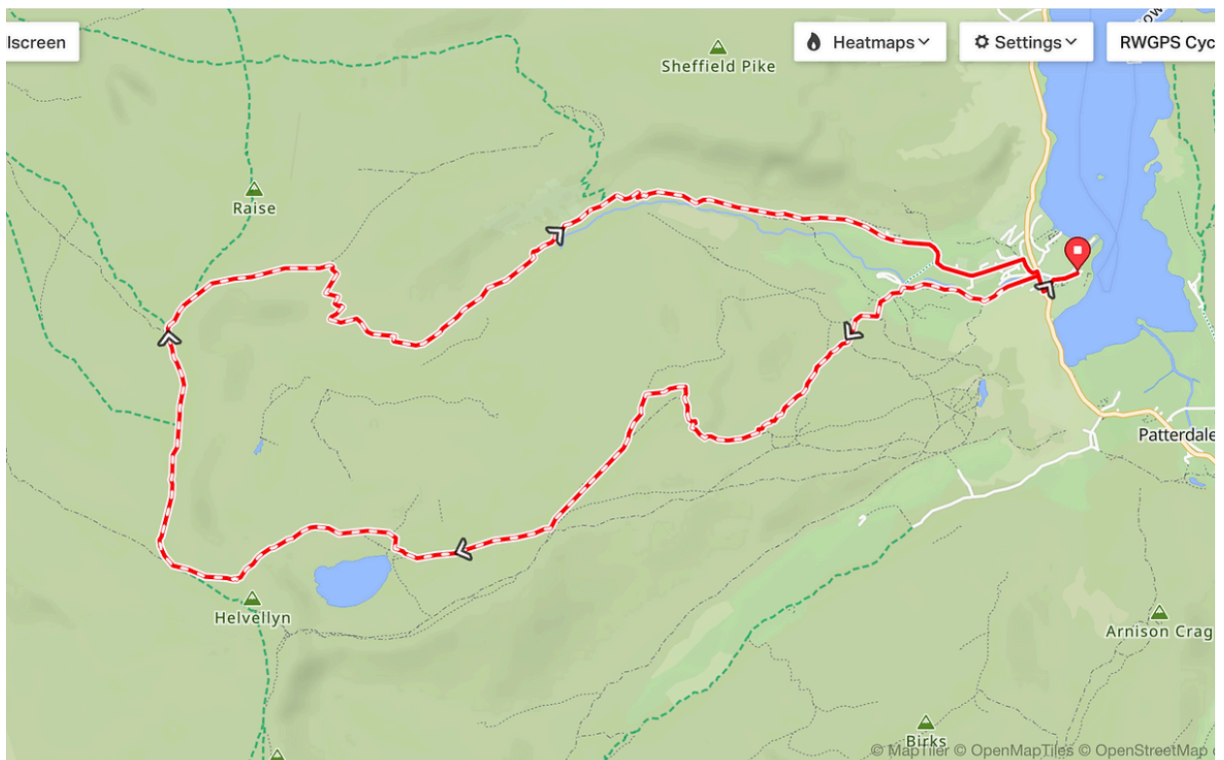 lscreen
Heatmaps
Settings
RWGPS Cyc
Sheffield Pike
Raise
Patterdale
Helvellyn
Arnison Crag
Birks
© MapTiler © OpenMapTiles © OpenStreetMap